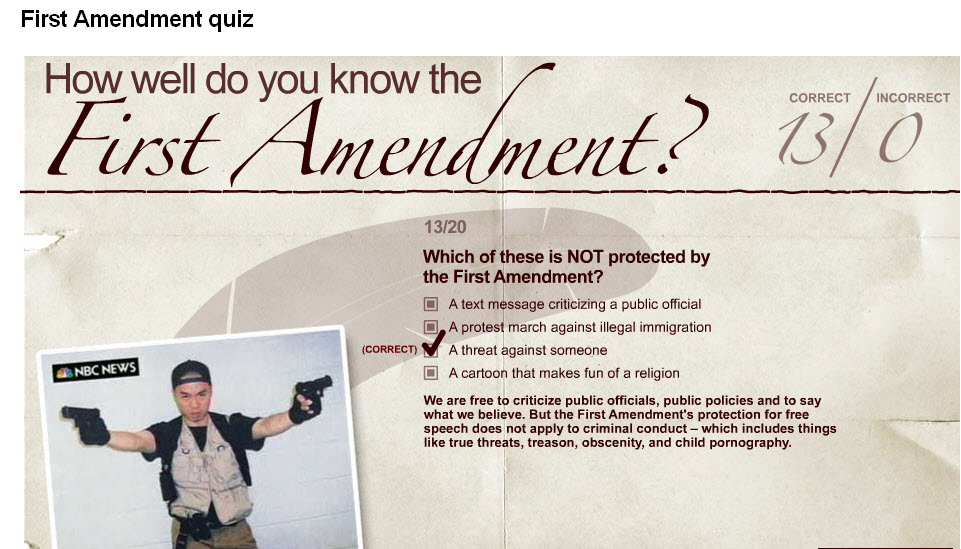 First Amendment quiz
How well do you know the
First Amendment?
CORRECT INCORRECT
13/0
13/20
Which of these is NOT protected by
the First Amendment?
A text message criticizing a public official
A protest march against illegal immigration
(CORRECT) A threat against someone
A cartoon that makes fun of a religion
We are free to criticize public officials, public policies and to say
what we believe. But the First Amendment's protection for free
speech does not apply to criminal conduct – which includes things
like true threats, treason, obscenity, and child pornography.
NBC NEWS